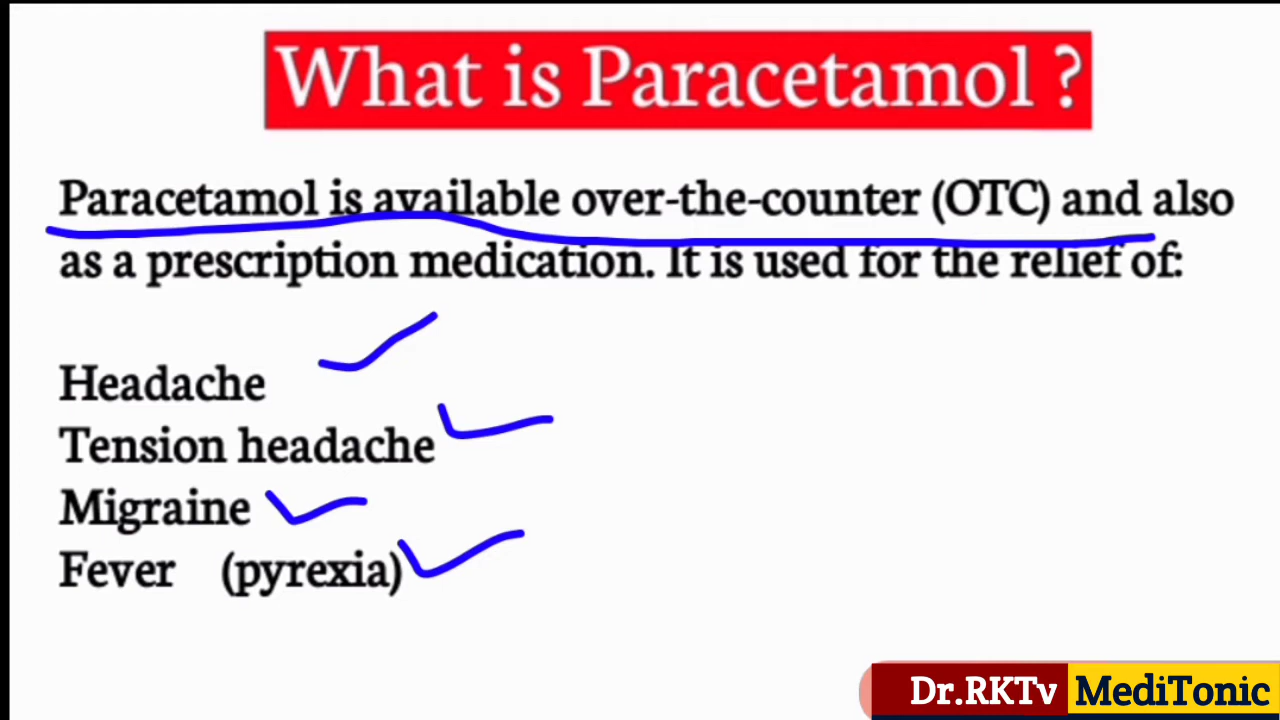 What is Paracetamol ?
Paracetamol is available over-the-counter (OTC) and also
as a prescription medication. It is used for the relief of:
Headache
Tension headache
Migraine
Fever (pyrexia)
Dr.RKTv MediTonic